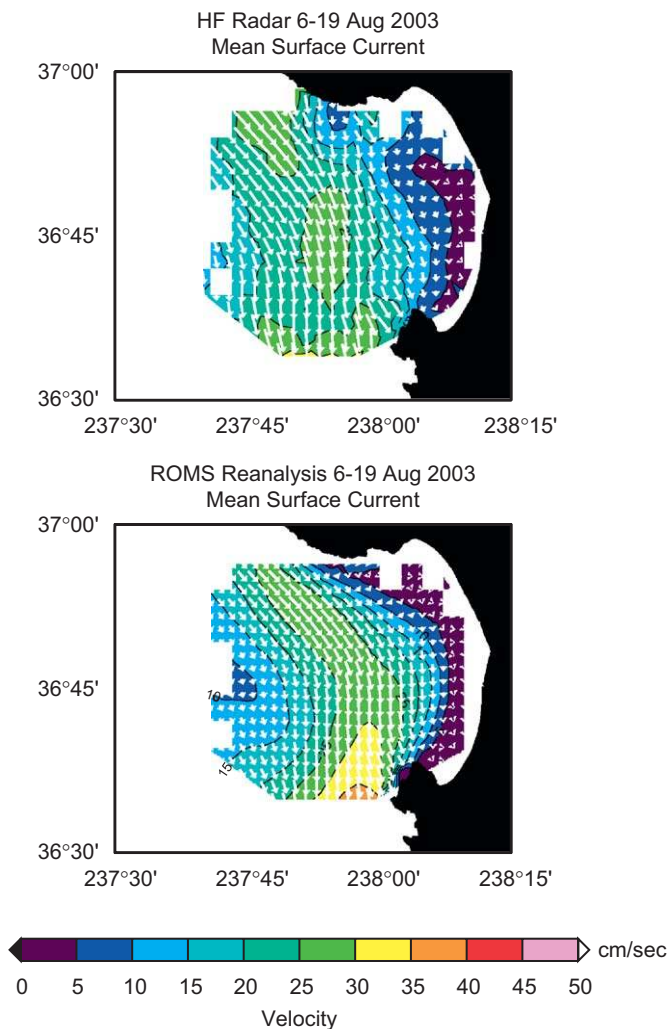 HF Radar 6-19 Aug 2003
Mean Surface Current
37°00'
36°45'
36°30'
237°30' 237°45' 238°00' 238°15'
ROMS Reanalysis 6-19 Aug 2003
Mean Surface Current
37°00'
10
36°45'
15
36°30'
237°30' 237°45' 238°00' 238°15'
cm/sec
0 5 10 15 20 25 30 35 40 45 50
Velocity